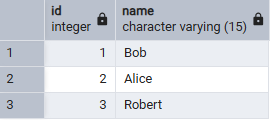 id name
integer character varying (15)
1 1 Bob
2 2 Alice
3 3 Robert